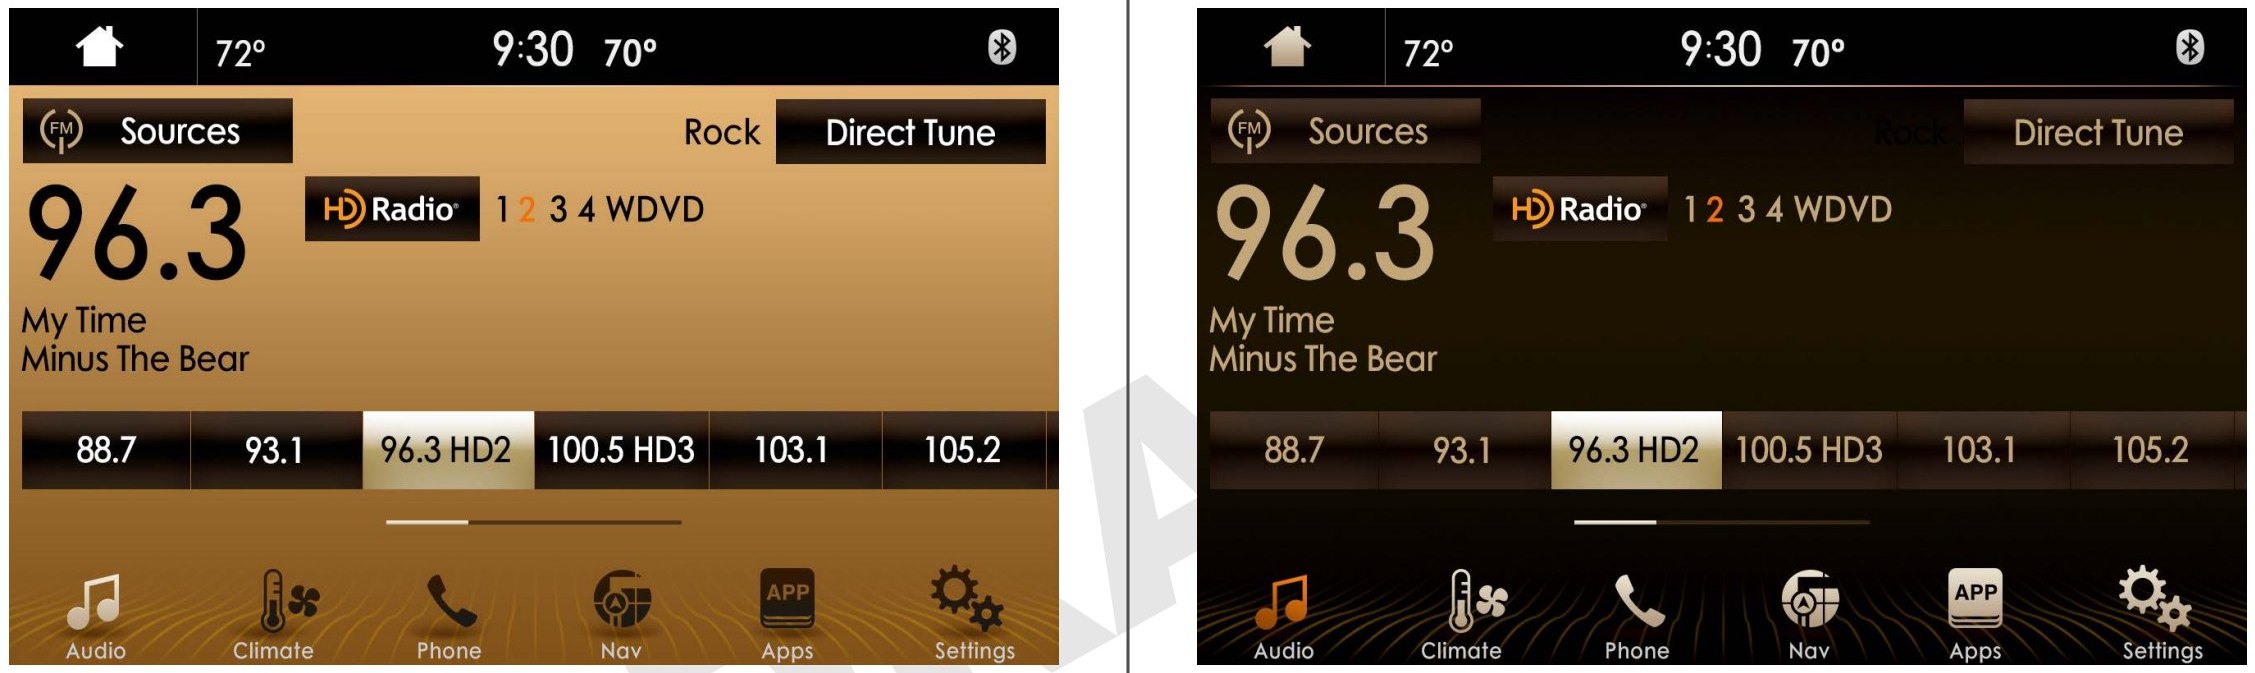 72° 9:30 70°
FM Sources Rock Direct Tune
96.3 HD Radio® 1 2 3 4 WDVD
My Time
Minus The Bear
88.7 93.1 96.3 HD2 100.5 HD3 103.1 105.2
APP
Audio Climate Phone Nav Apps Settings
72° 9:30 70°
FM Sources Rock Direct Tune
96.3 HD Radio® 1 2 3 4 WDVD
My Time
Minus The Bear
88.7 93.1 96.3 HD2 100.5 HD3 103.1 105.2
APP
Audio Climate Phone Nav Apps Settings